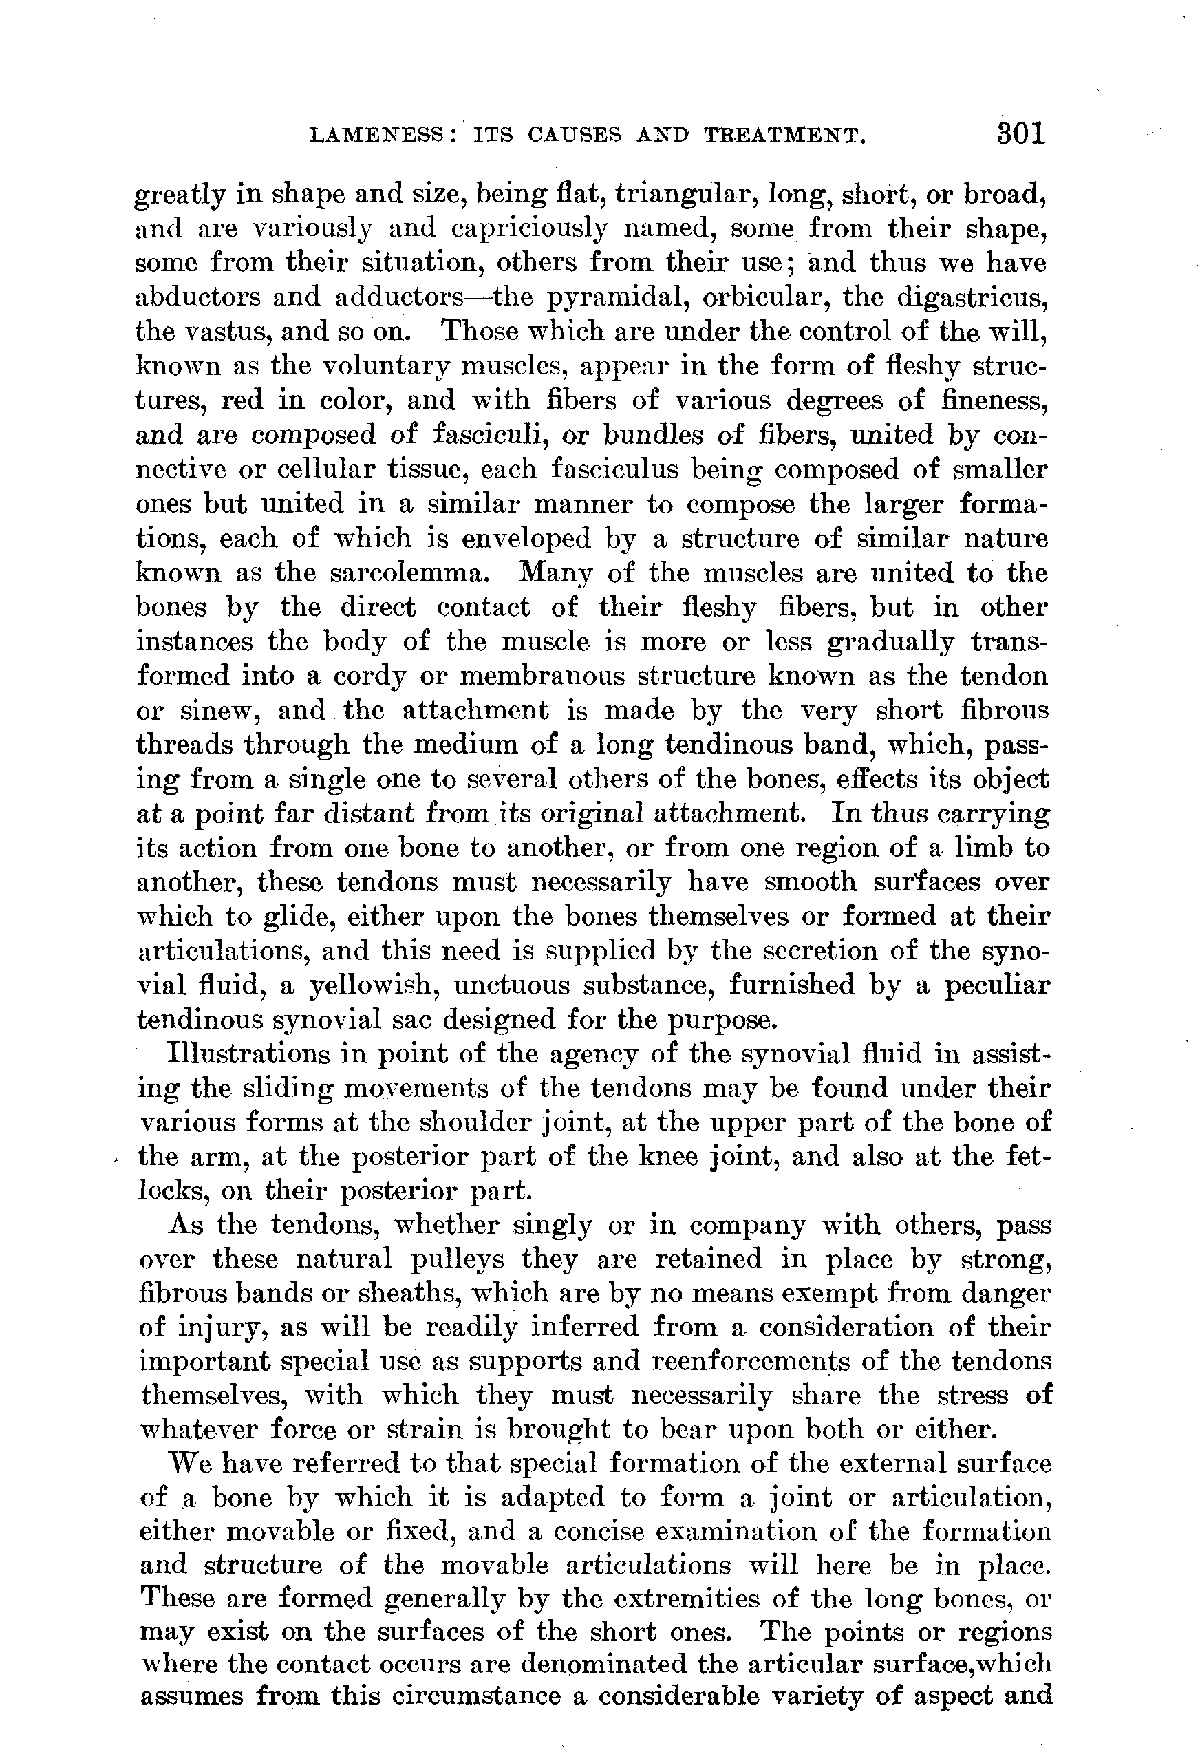 LAMENESS: ITS CAUSES AND TREATMENT. 301
greatly in shape and size, being flat, triangular, long, short, or broad,
and are variously and capriciously named, some from their shape,
some from their situation, others from their use; and thus we have
abductors and adductors—the pyramidal, orbicular, the digastricus,
the vastus, and so on. Those which are under the control of the will,
known as the voluntary muscles, appear in the form of fleshy struc-
tures, red in color, and with fibers of various degrees of fineness,
and are composed of fasciculi, or bundles of fibers, united by con-
nective or cellular tissue, each fasciculus being composed of smaller
ones but united in a similar manner to compose the larger forma-
tions, each of which is enveloped by a structure of similar nature
known as the sarcolemma. Many of the muscles are united to the
bones by the direct contact of their fleshy fibers, but in other
instances the body of the muscle is more or less gradually trans-
formed into a cordy or membranous structure known as the tendon
or sinew, and the attachment is made by the very short fibrous
threads through the medium of a long tendinous band, which, pass-
ing from a single one to several others of the bones, effects its object
at a point far distant from its original attachment. In thus carrying
its action from one bone to another, or from one region of a limb to
another, these tendons must necessarily have smooth surfaces over
which to glide, either upon the bones themselves or formed at their
articulations, and this need is supplied by the secretion of the syno-
vial fluid, a yellowish, unctuous substance, furnished by a peculiar
tendinous synovial sac designed for the purpose.
Illustrations in point of the agency of the synovial fluid in assist-
ing the sliding movements of the tendons may be found under their
various forms at the shoulder joint, at the upper part of the bone of
the arm, at the posterior part of the knee joint, and also at the fet-
locks, on their posterior part.
As the tendons, whether singly or in company with others, pass
over these natural pulleys they are retained in place by strong,
fibrous bands or sheaths, which are by no means exempt from danger
of injury, as will be readily inferred from a consideration of their
important special use as supports and reenforcements of the tendons
themselves, with which they must necessarily share the stress of
whatever force or strain is brought to bear upon both or either.
We have referred to that special formation of the external surface
of a bone by which it is adapted to form a joint or articulation,
either movable or fixed, and a concise examination of the formation
and structure of the movable articulations will here be in place.
These are formed generally by the extremities of the long bones, or
may exist on the surfaces of the short ones. The points or regions
where the contact occurs are denominated the articular surface,which
assumes from this circumstance a considerable variety of aspect and